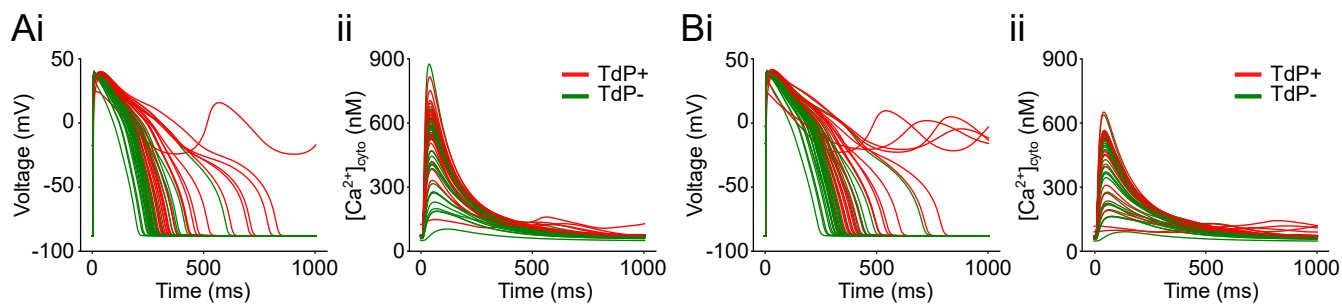 Ai
Voltage (mV)
50
0
-50
-100
0
500
1000
Time (ms)
ii
[Ca²⁺]cyto (nM)
900
600
300
0
TdP+
TdP-
0
500
1000
Time (ms)
Bi
Voltage (mV)
50
0
-50
-100
0
500
1000
Time (ms)
ii
[Ca²⁺]cyto (nM)
900
600
300
0
TdP+
TdP-
0
500
1000
Time (ms)